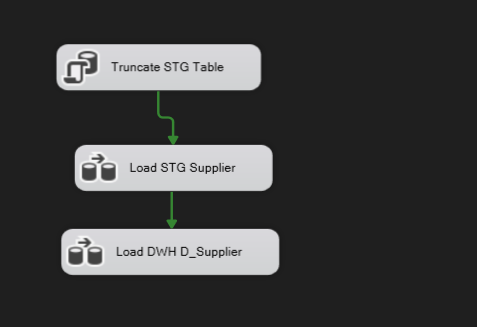 Truncate STG Table
Load STG Supplier
Load DWH D_Supplier